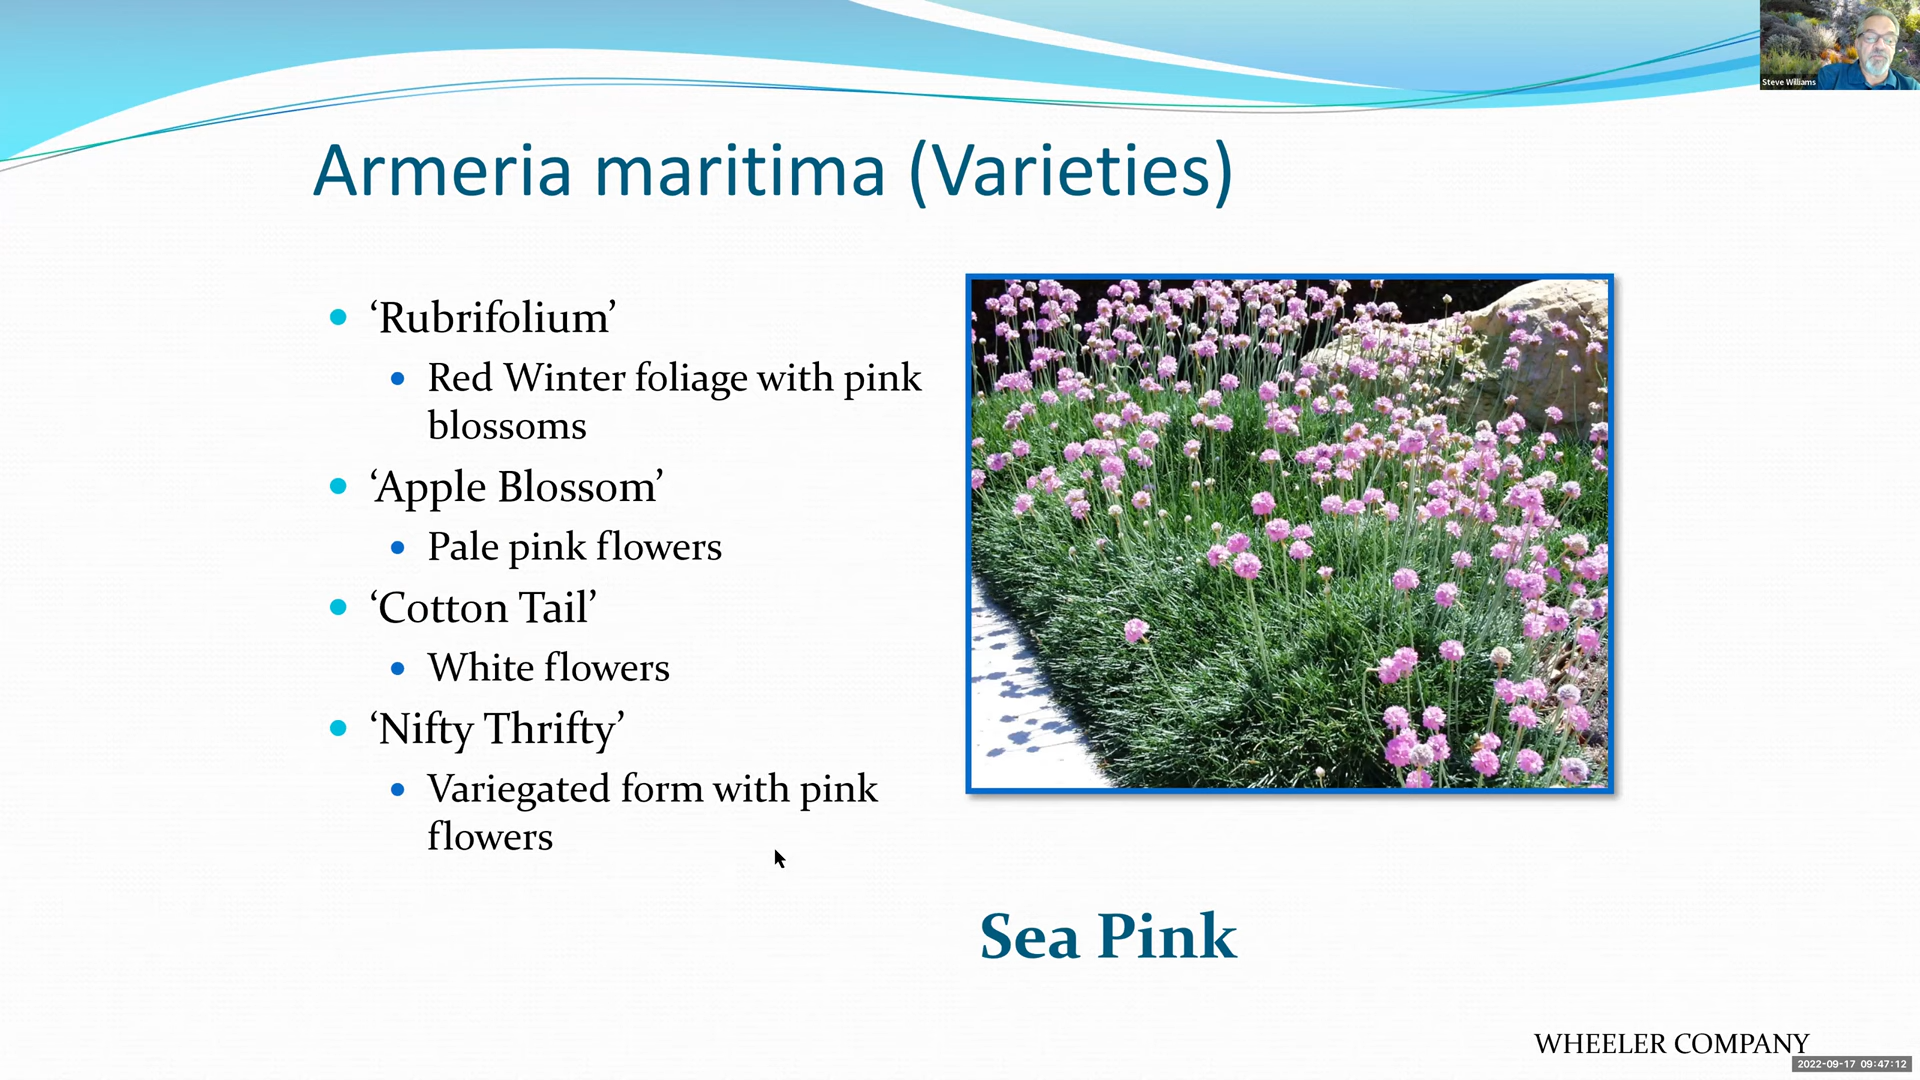 Steve Williams
Armeria maritima (Varieties)
‘Rubrifolium’
Red Winter foliage with pink
blossoms
‘Apple Blossom’
Pale pink flowers
‘Cotton Tail’
White flowers
‘Nifty Thrifty’
Variegated form with pink
flowers
Sea Pink
WHEELER COMPANY
2022-09-17 09:47:12